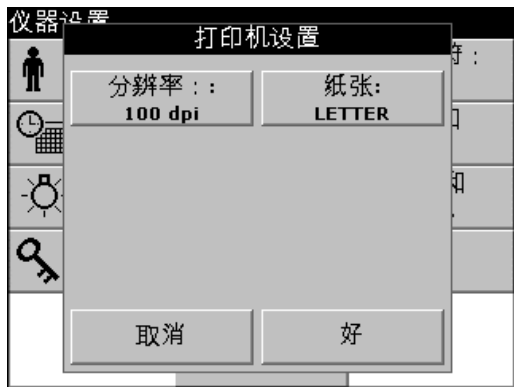 仪器设置
打印机设置
分辨率：:
100 dpi
纸张:
LETTER
取消
好